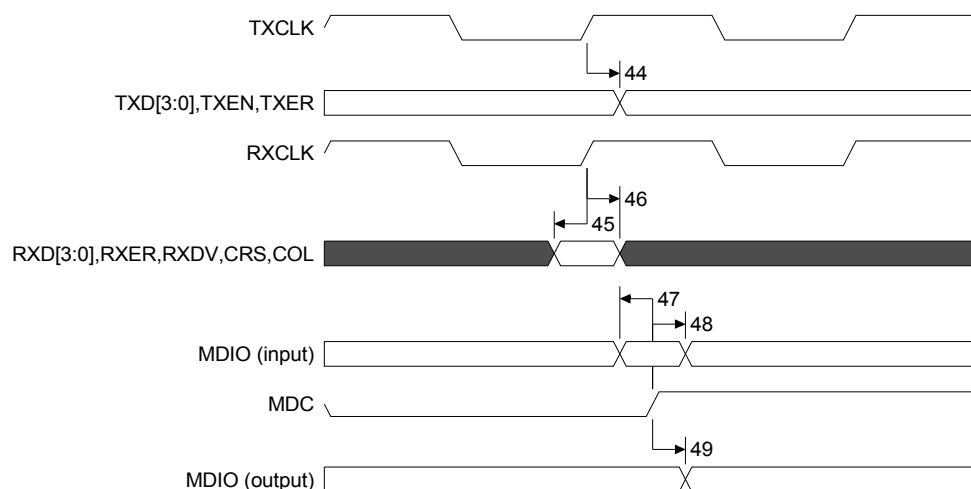 TXCLK
44
TXD[3:0],TXEN,TXER
RXCLK
46
45
RXD[3:0],RXER,RXDV,CRS,COL
47
48
MDIO (input)
MDC
49
MDIO (output)